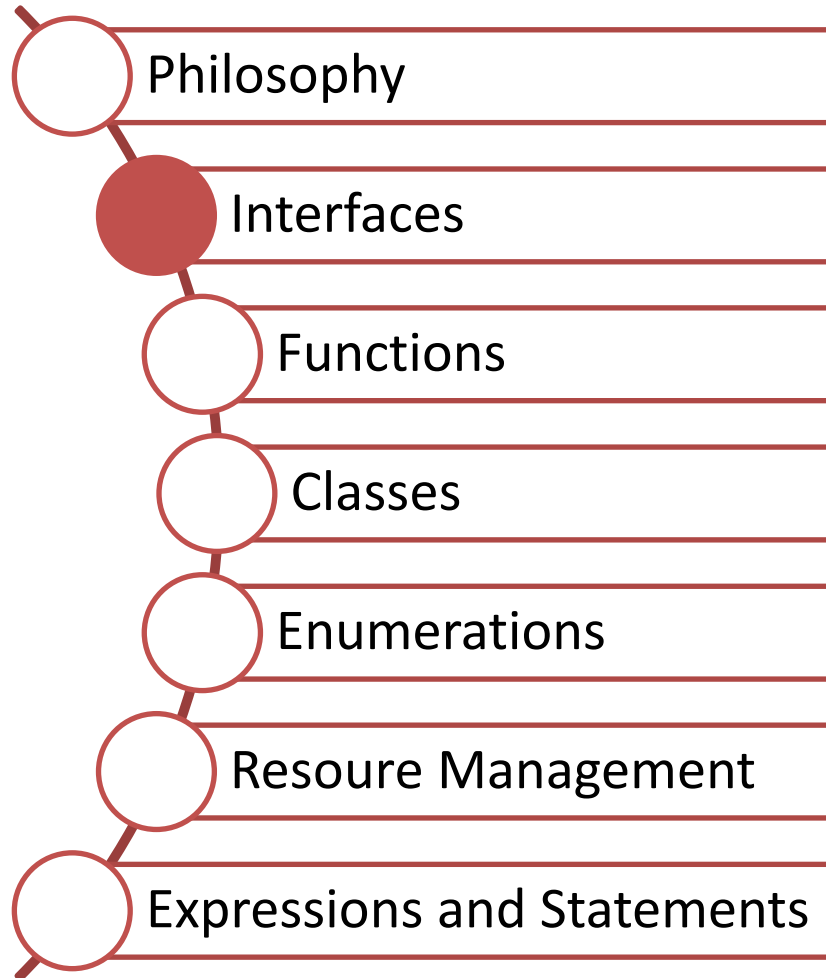 Philosophy
Interfaces
Functions
Classes
Enumerations
Resoure Management
Expressions and Statements